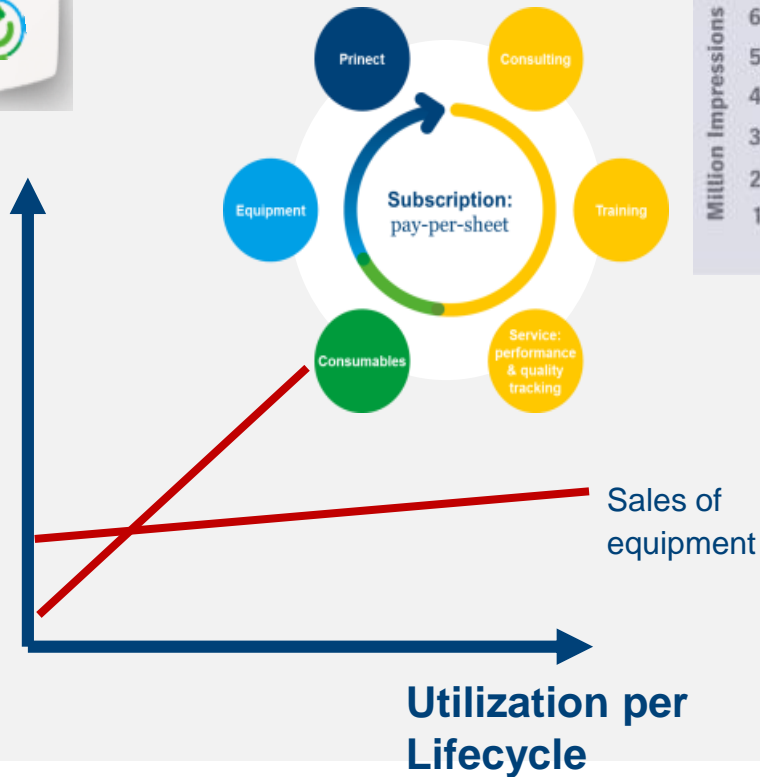 Prinect
Consulting
Equipment
Subscription:
pay-per-sheet
Training
Consumables
Service:
performance
& quality
tracking
Million Impressions
6
5
4
3
2
1
Sales of
equipment
Utilization per
Lifecycle